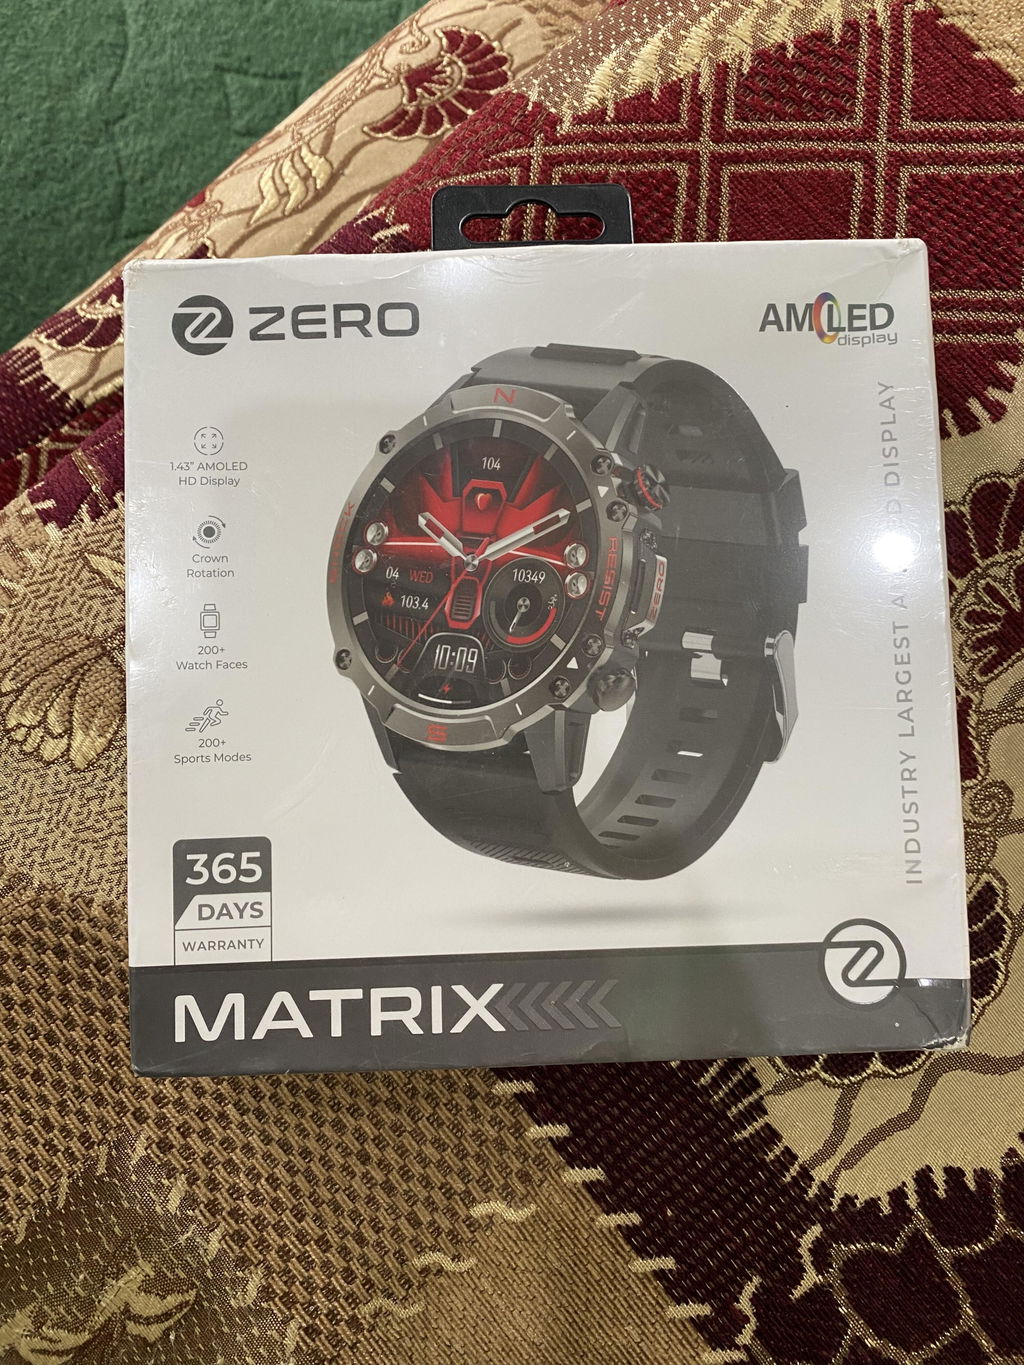 ZERO
AMOLED
display
1.43" AMOLED
HD Display
Crown
Rotation
200+
Watch Faces
200+
Sports Modes
INDUSTRY LARGEST A D DISPLAY
N
104
04 WED
103.4
10349
10:09
RESIST
ZERO
365
DAYS
WARRANTY
MATRIX